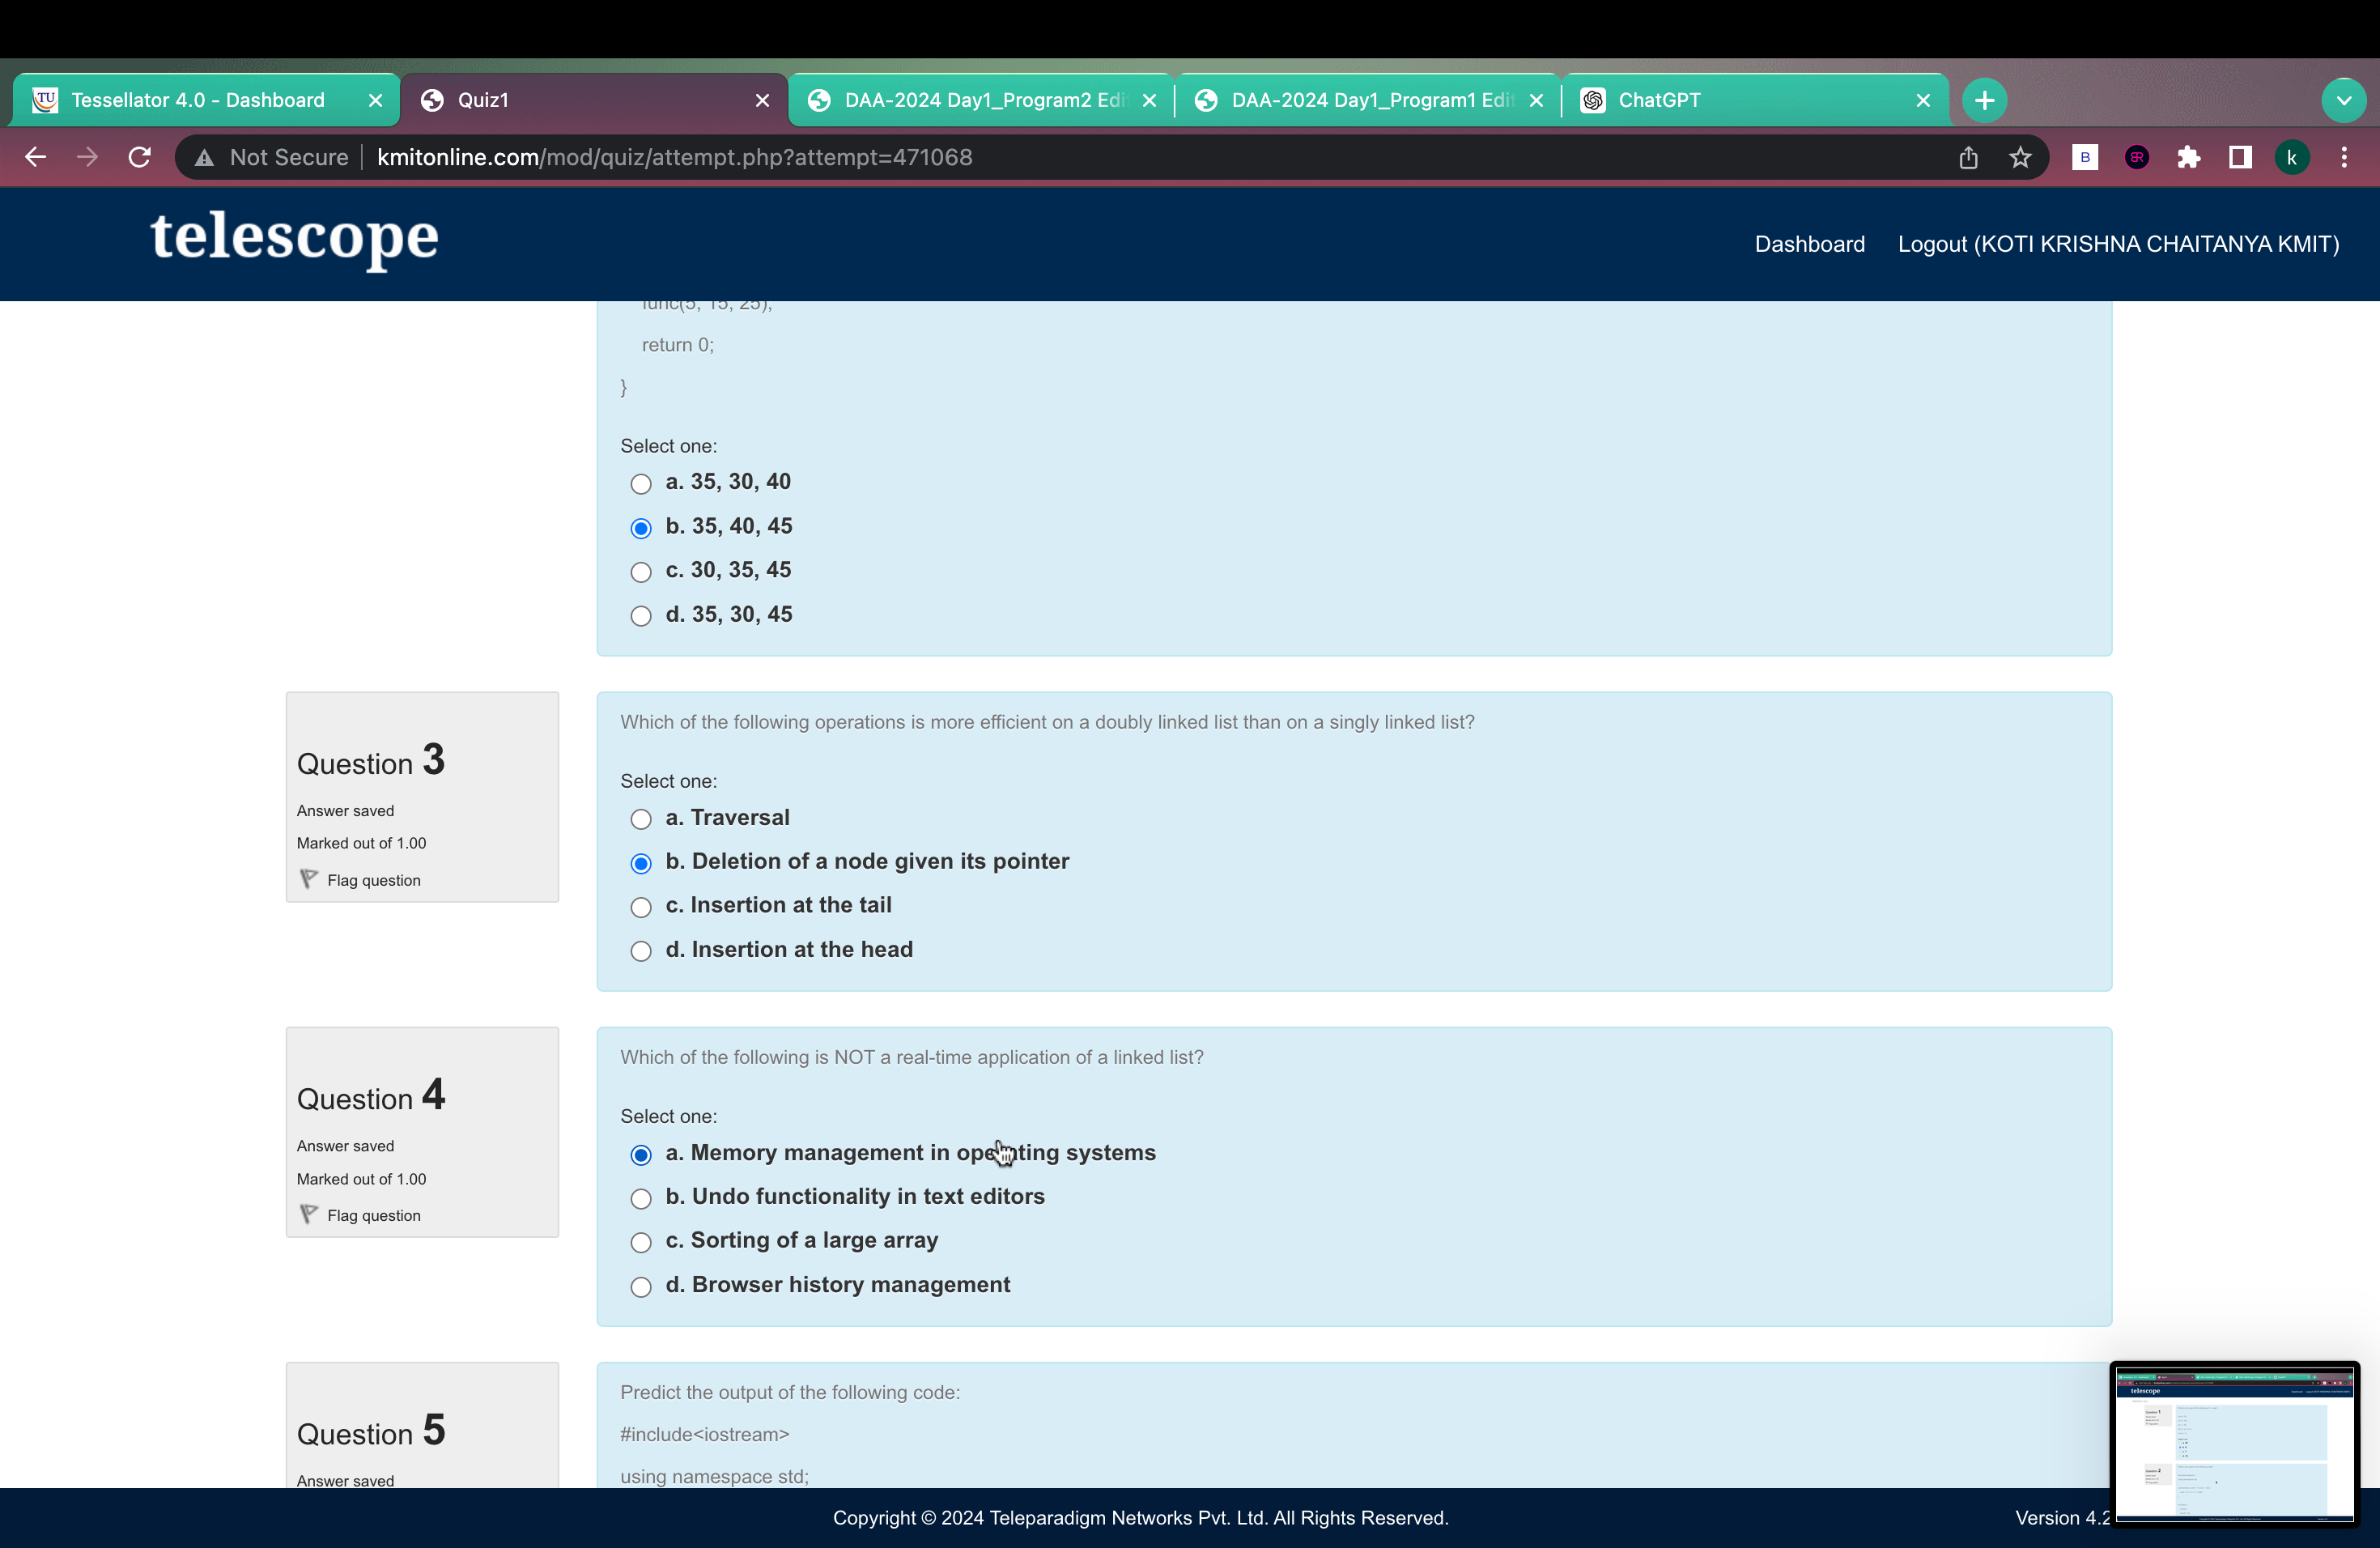 Tessellator 4.0 - Dashboard
Quiz1
DAA-2024 Day1_Program2 Edi
DAA-2024 Day1_Program1 Edi
ChatGPT
Not Secure
kmitonline.com/mod/quiz/attempt.php?attempt=471068
B
k
telescope
Dashboard
Logout (KOTI KRISHNA CHAITANYA KMIT)
func(5, 15, 25);
return 0;
}
Select one:
a. 35, 30, 40
b. 35, 40, 45
c. 30, 35, 45
d. 35, 30, 45
Question 3
Answer saved
Marked out of 1.00
Flag question
Which of the following operations is more efficient on a doubly linked list than on a singly linked list?
Select one:
a. Traversal
b. Deletion of a node given its pointer
c. Insertion at the tail
d. Insertion at the head
Question 4
Answer saved
Marked out of 1.00
Flag question
Which of the following is NOT a real-time application of a linked list?
Select one:
a. Memory management in operating systems
b. Undo functionality in text editors
c. Sorting of a large array
d. Browser history management
Question 5
Answer saved
Predict the output of the following code:
#include<iostream>
using namespace std;
Copyright © 2024 Teleparadigm Networks Pvt. Ltd. All Rights Reserved.
Version 4.2
telescope